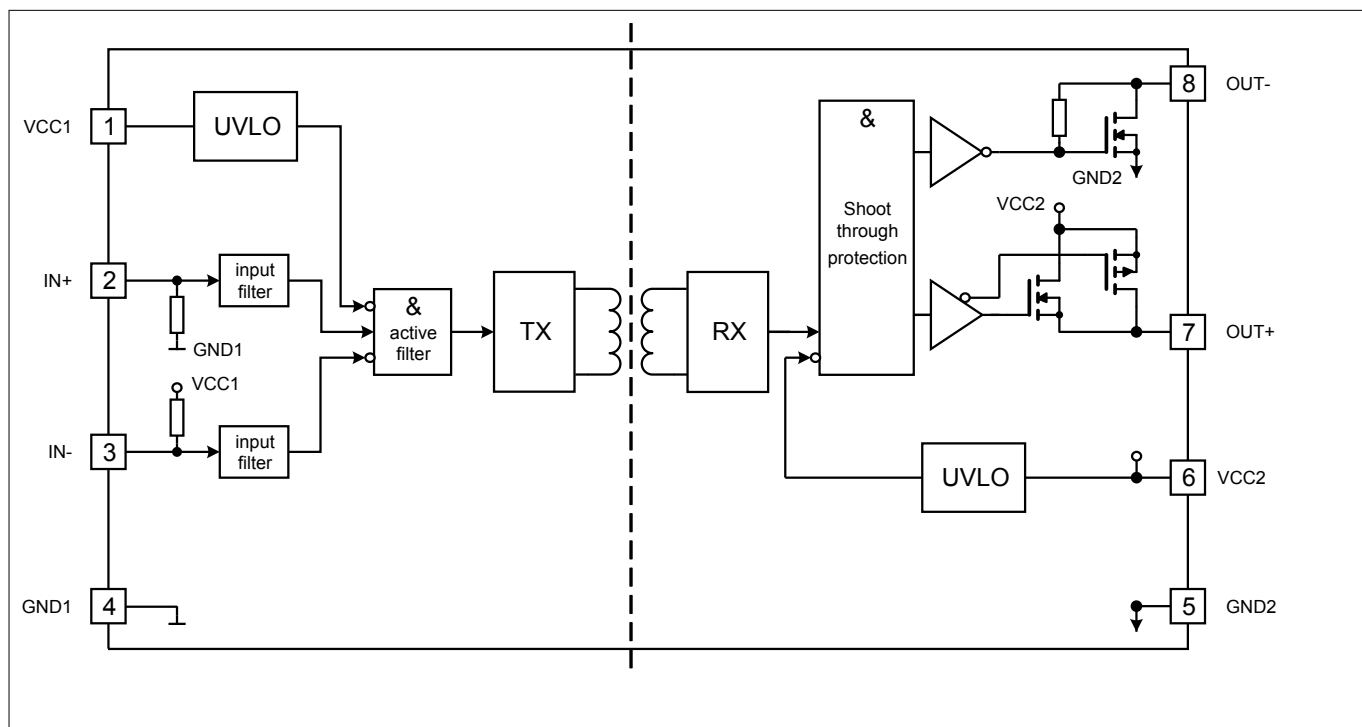 VCC1
1
UVLO
IN+
2
input
filter
GND1
VCC1
IN-
3
input
filter
GND1
4
&
active
filter
TX
RX
&
Shoot
through
protection
GND2
VCC2
UVLO
8
OUT-
7
OUT+
6
VCC2
5
GND2